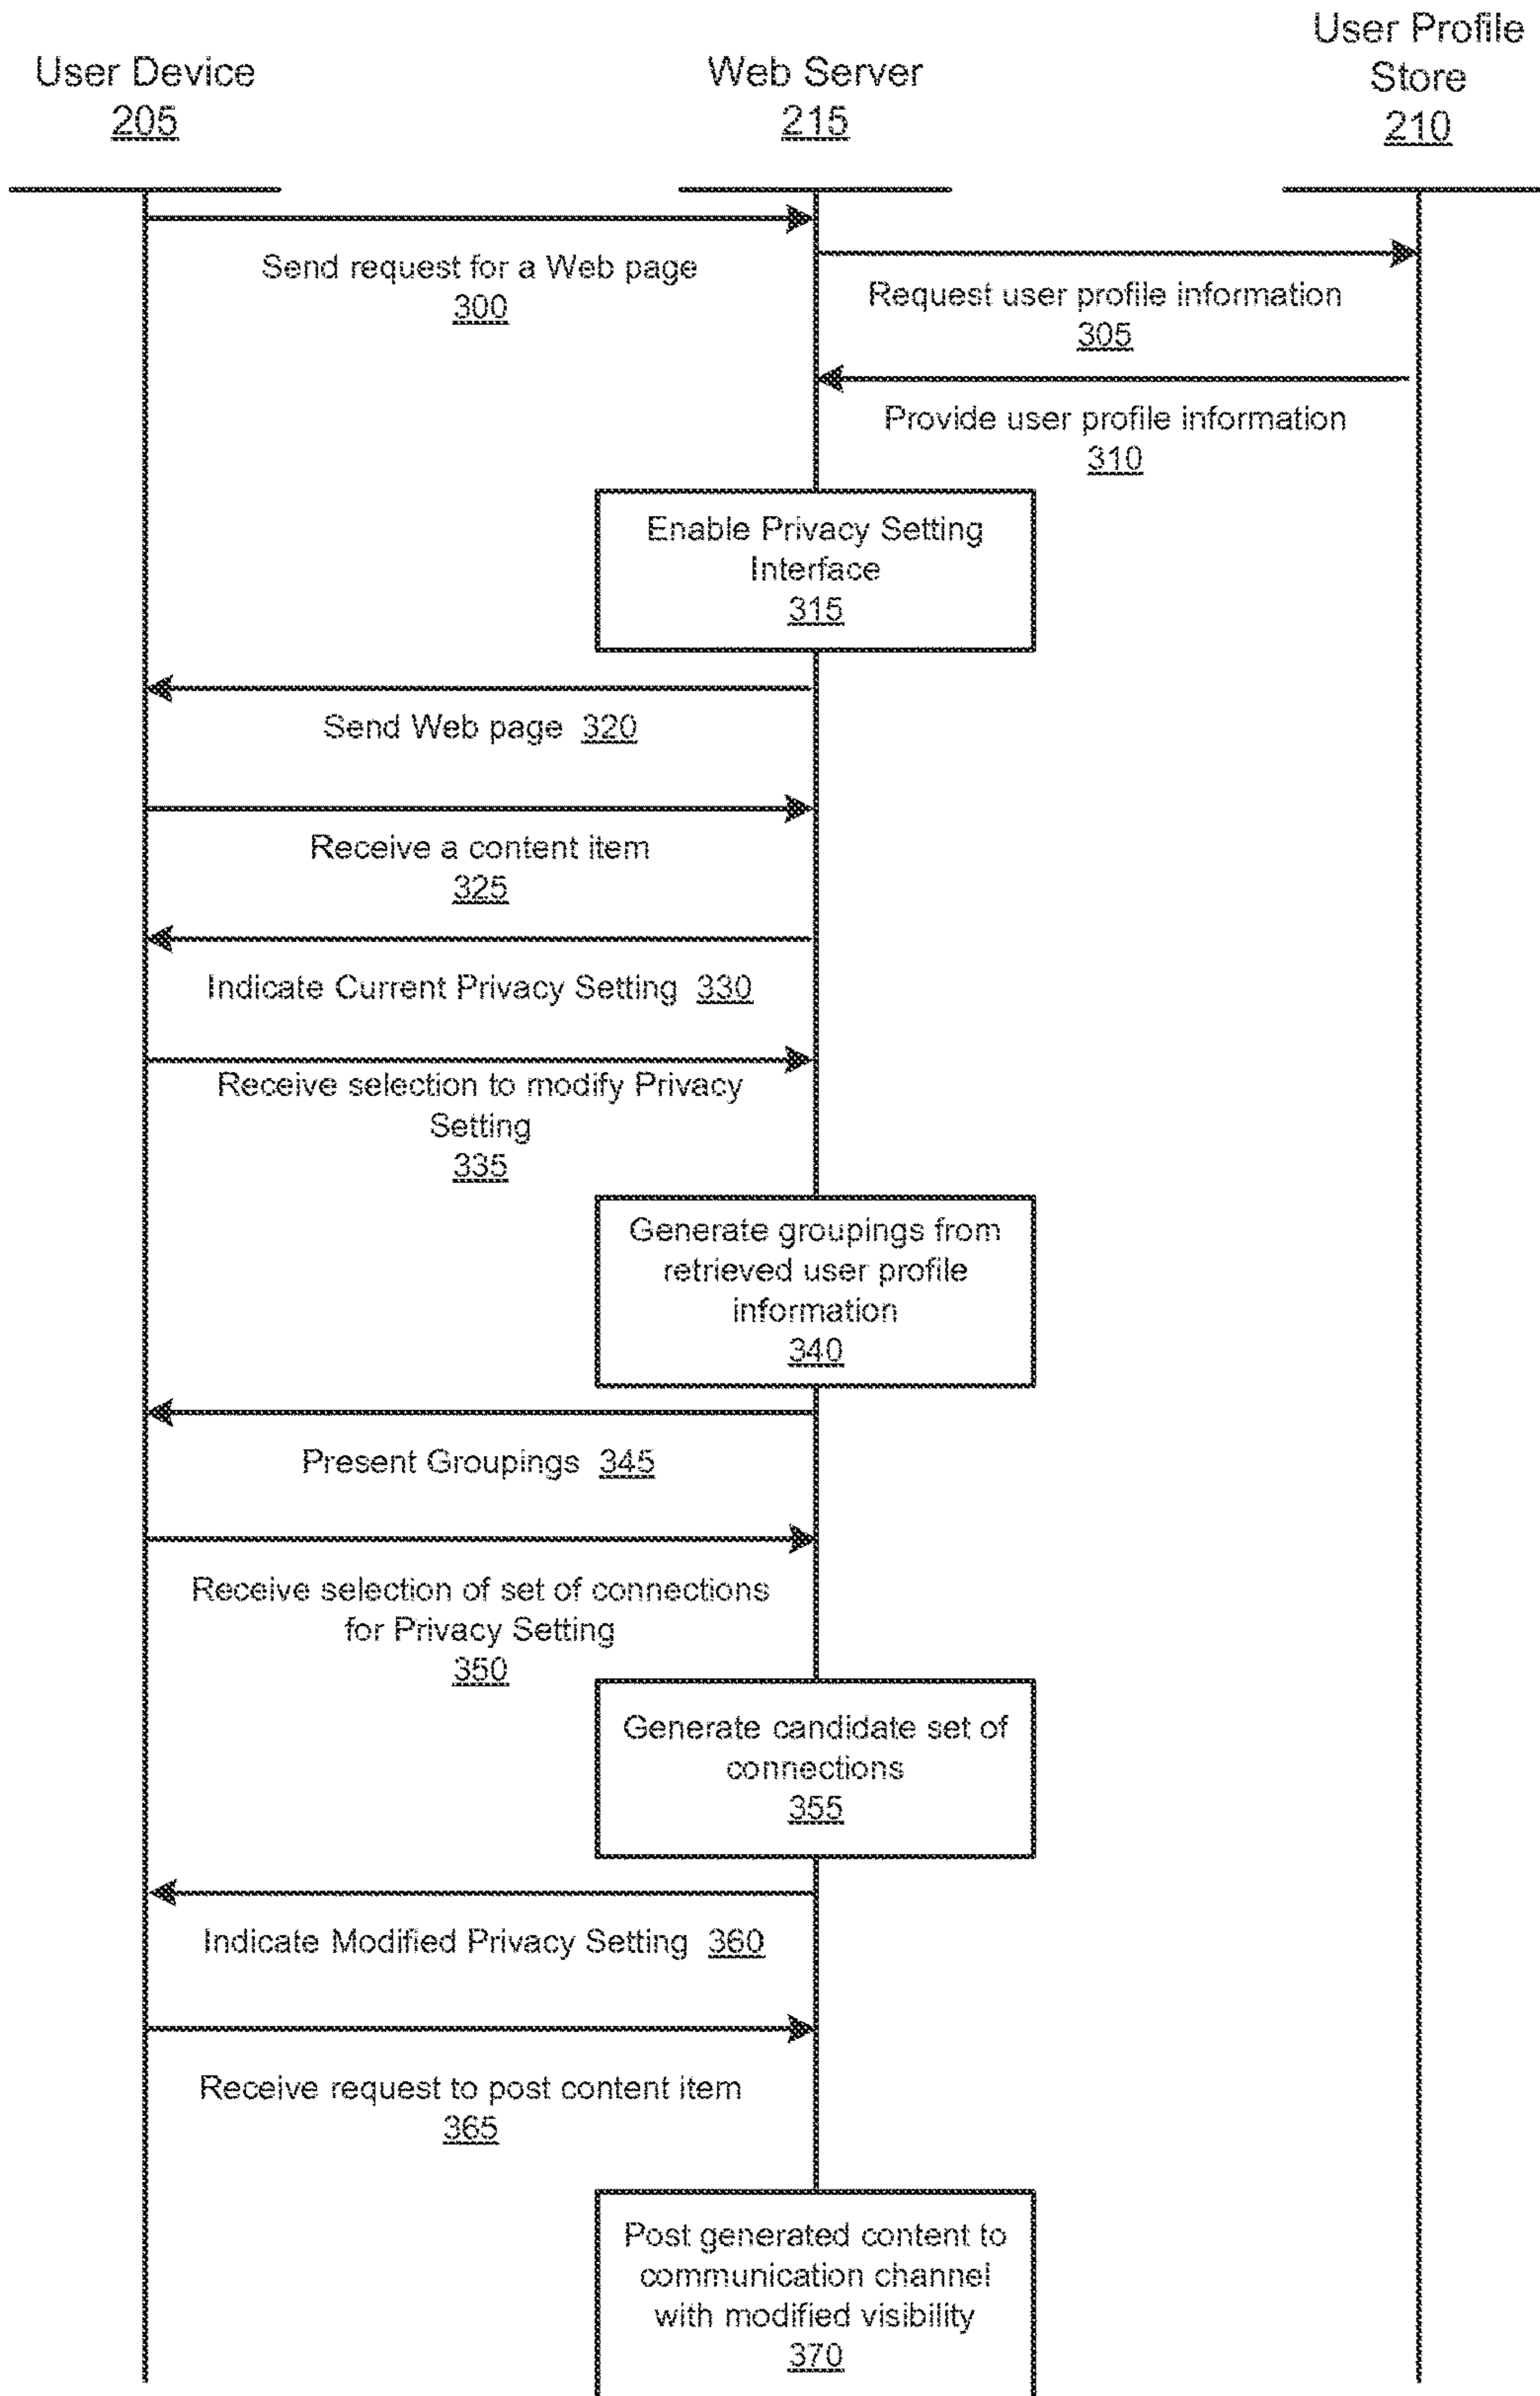 User Device
205
Web Server
215
User Profile
Store
210
Send request for a Web page
300
Request user profile information
305
Provide user profile information
310
Enable Privacy Setting
Interface
315
Send Web page 320
Receive a content item
325
Indicate Current Privacy Setting 330
Receive selection to modify Privacy
Setting
335
Generate groupings from
retrieved user profile
information
340
Present Groupings 345
Receive selection of set of connections
for Privacy Setting
350
Generate candidate set of
connections
355
Indicate Modified Privacy Setting 360
Receive request to post content item
365
Post generated content to
communication channel
with modified visibility
370